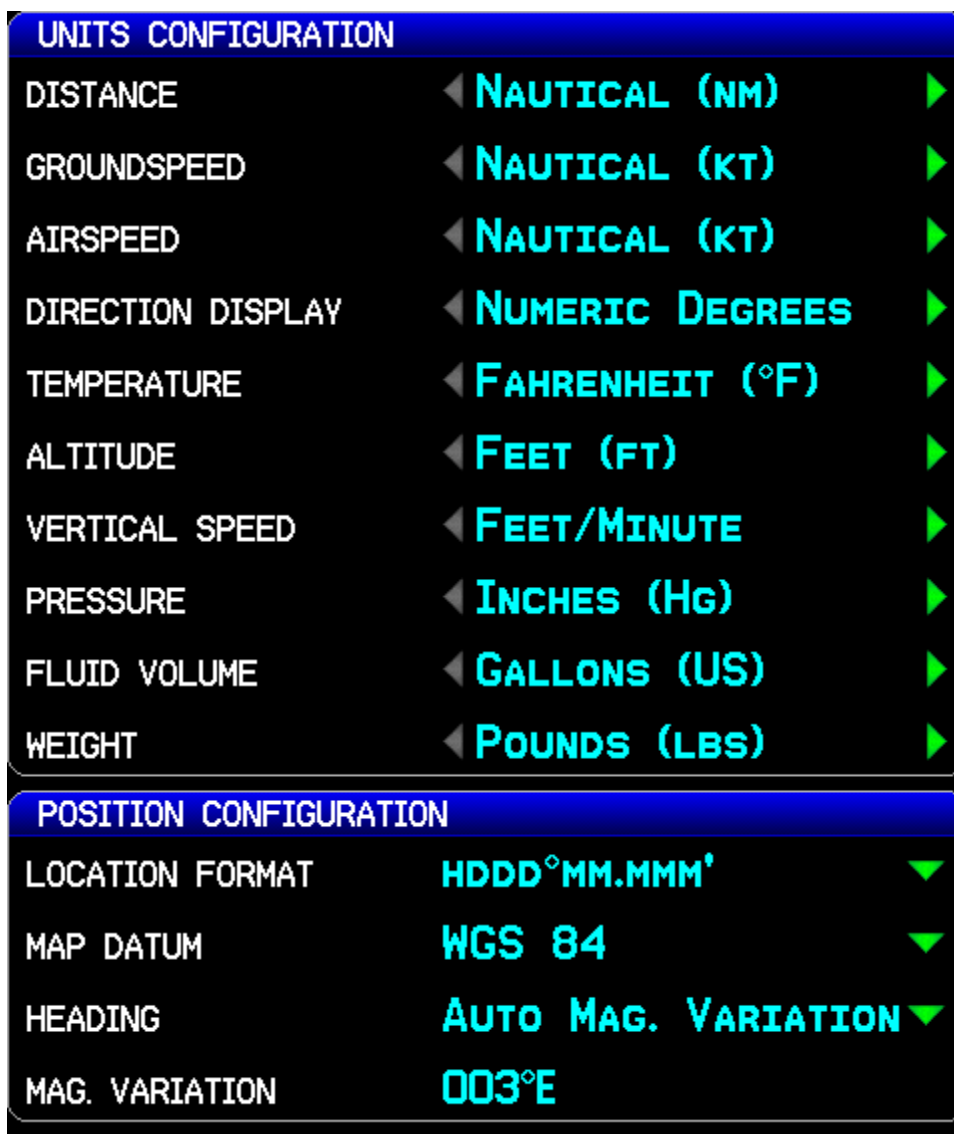 UNITS CONFIGURATION
DISTANCE Nautical (nm)
GROUNDSPEED Nautical (kt)
AIRSPEED Nautical (kt)
DIRECTION DISPLAY Numeric Degrees
TEMPERATURE Fahrenheit (°F)
ALTITUDE Feet (ft)
VERTICAL SPEED Feet/Minute
PRESSURE Inches (Hg)
FLUID VOLUME Gallons (US)
WEIGHT Pounds (lbs)
POSITION CONFIGURATION
LOCATION FORMAT hddd°mm.mmm'
MAP DATUM WGS 84
HEADING Auto Mag. Variation
MAG. VARIATION 003°E